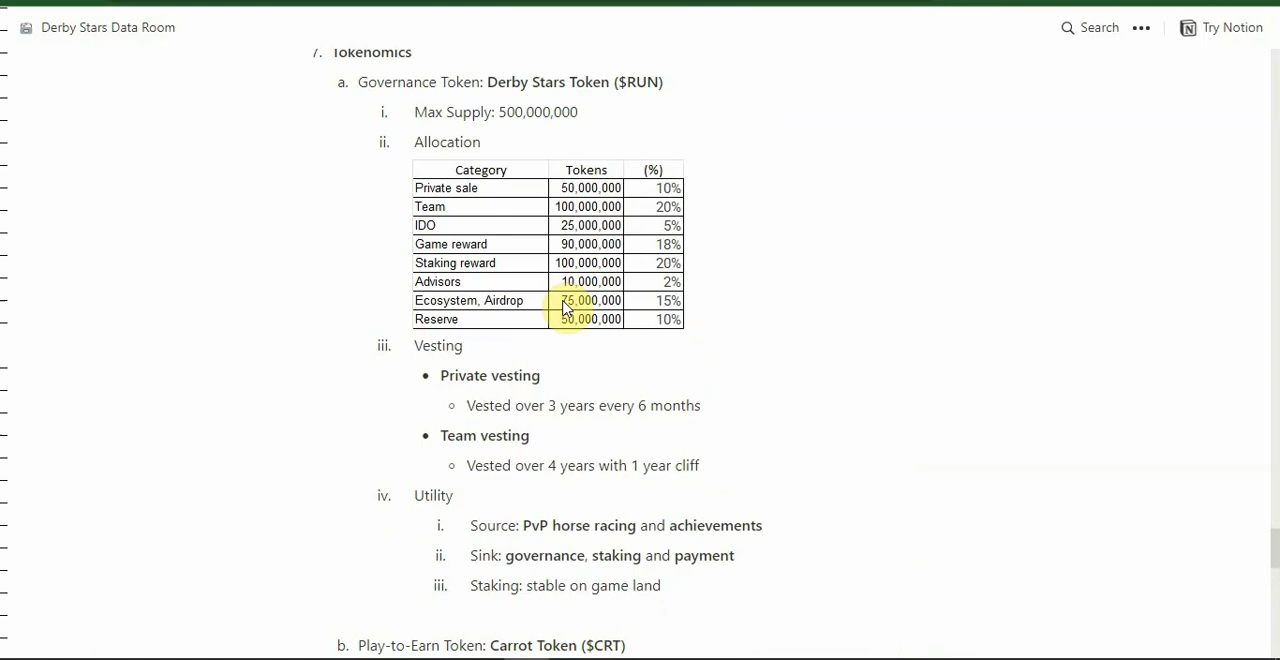 Derby Stars Data Room
Search ••• Try Notion
7. Tokenomics
a. Governance Token: Derby Stars Token ($RUN)
i. Max Supply: 500,000,000
ii. Allocation
Category Tokens (%)
Private sale 50,000,000 10%
Team 100,000,000 20%
IDO 25,000,000 5%
Game reward 90,000,000 18%
Staking reward 100,000,000 20%
Advisors 10,000,000 2%
Ecosystem, Airdrop 75,000,000 15%
Reserve 50,000,000 10%
iii. Vesting
• Private vesting
○ Vested over 3 years every 6 months
• Team vesting
○ Vested over 4 years with 1 year cliff
iv. Utility
i. Source: PvP horse racing and achievements
ii. Sink: governance, staking and payment
iii. Staking: stable on game land
b. Play-to-Earn Token: Carrot Token ($CRT)